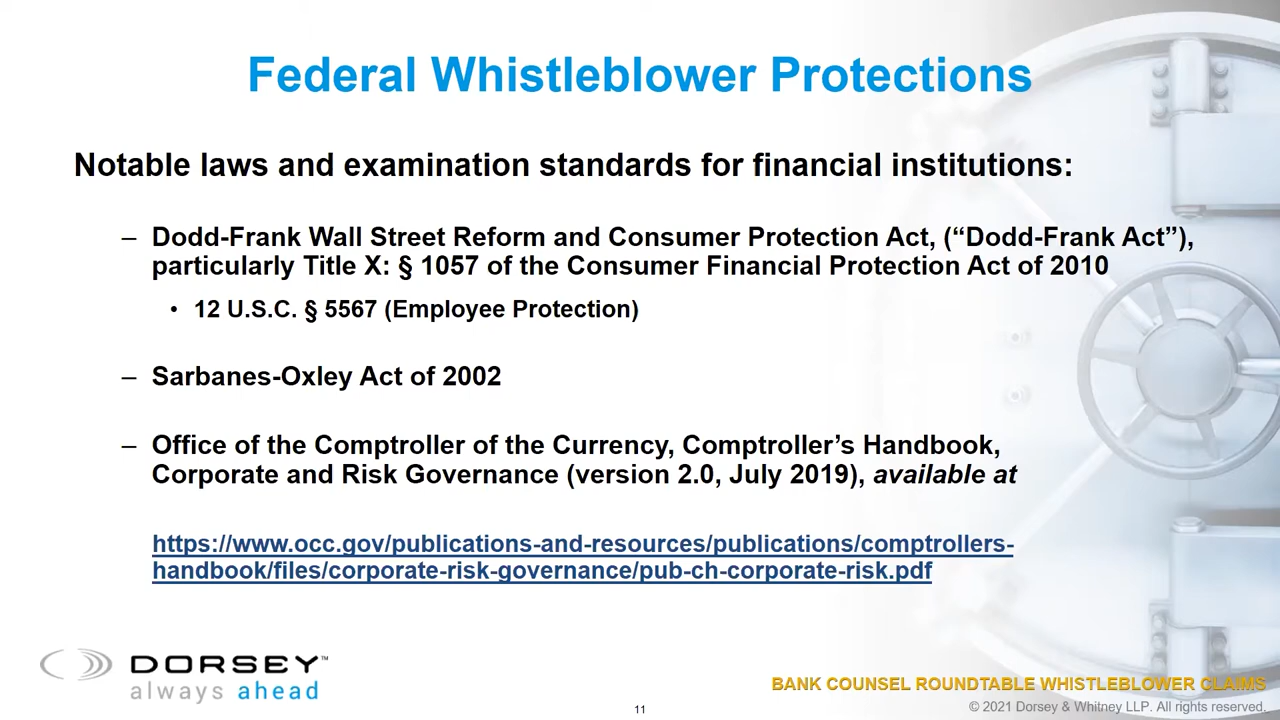 Federal Whistleblower Protections
Notable laws and examination standards for financial institutions:
– Dodd-Frank Wall Street Reform and Consumer Protection Act, (“Dodd-Frank Act”),
particularly Title X: § 1057 of the Consumer Financial Protection Act of 2010
• 12 U.S.C. § 5567 (Employee Protection)
– Sarbanes-Oxley Act of 2002
– Office of the Comptroller of the Currency, Comptroller’s Handbook,
Corporate and Risk Governance (version 2.0, July 2019), available at
https://www.occ.gov/publications-and-resources/publications/comptrollers-
handbook/files/corporate-risk-governance/pub-ch-corporate-risk.pdf
DORSEY™
always ahead
BANK COUNSEL ROUNDTABLE WHISTLEBLOWER CLAIMS
© 2021 Dorsey & Whitney LLP. All rights reserved.
11